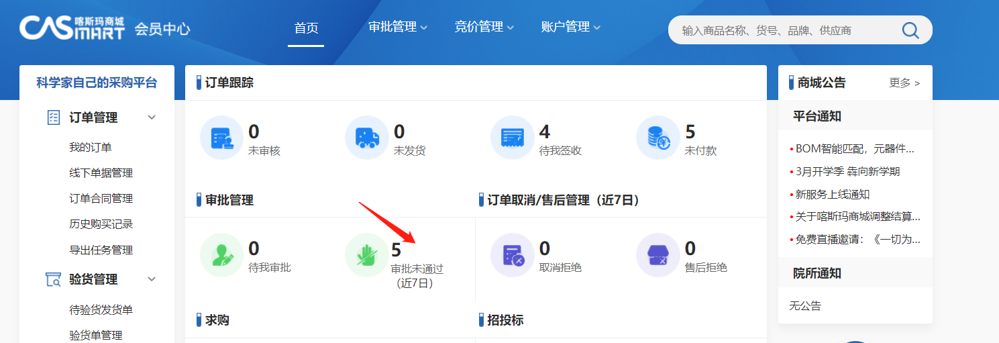 喀斯玛商城
CASMART 会员中心
首页
审批管理
竞价管理
账户管理
输入商品名称、货号、品牌、供应商
科学家自己的采购平台
订单管理
我的订单
线下单据管理
订单合同管理
历史购买记录
导出任务管理
验货管理
待验货发货单
验货单管理
订单跟踪
0
未审核
0
未发货
4
待我签收
5
未付款
审批管理
0
待我审批
5
审批未通过
（近7日）
订单取消/售后管理（近7日）
0
取消拒绝
0
售后拒绝
求购
招投标
商城公告
更多 >
平台通知
• BOM智能匹配，元器件...
• 3月开学季 犇向新学期
• 新服务上线通知
• 关于喀斯玛商城调整结算...
• 免费直播邀请：《一切为...
院所通知
无公告